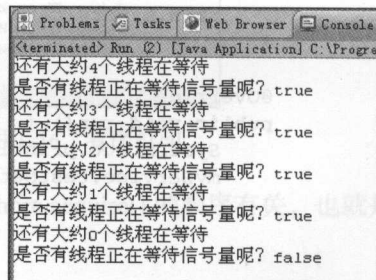 Problems Tasks Web Browser Console
<terminated> Run (2) [Java Application] C:\Progra
还有大约4个线程在等待
是否有线程正在等待信号量呢? true
还有大约3个线程在等待
是否有线程正在等待信号量呢? true
还有大约2个线程在等待
是否有线程正在等待信号量呢? true
还有大约1个线程在等待
是否有线程正在等待信号量呢? true
还有大约0个线程在等待
是否有线程正在等待信号量呢? false